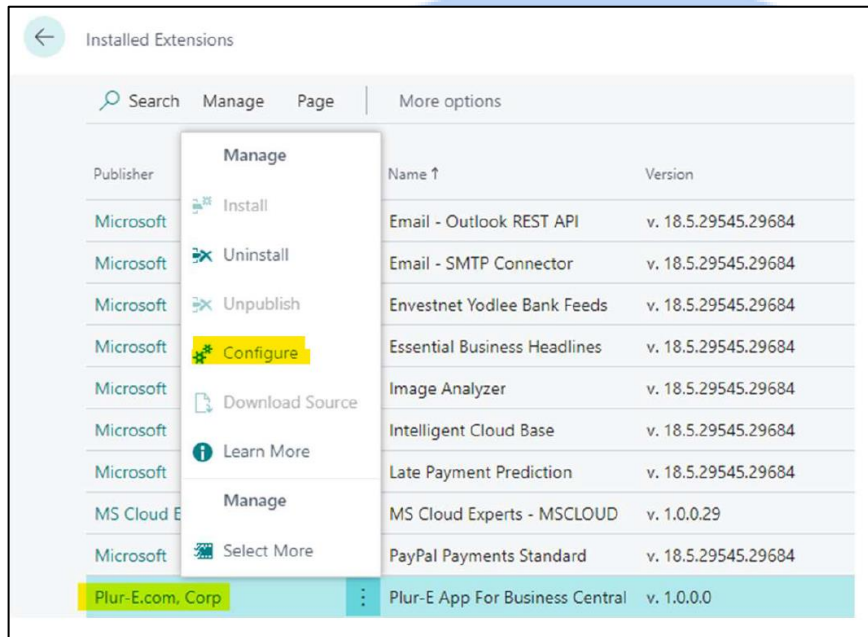 Installed Extensions
Search Manage Page More options
Manage
Install
Uninstall
Unpublish
Configure
Download Source
Learn More
Manage
Select More
Publisher Name ↑ Version
Microsoft Email - Outlook REST API v. 18.5.29545.29684
Microsoft Email - SMTP Connector v. 18.5.29545.29684
Microsoft Envestnet Yodlee Bank Feeds v. 18.5.29545.29684
Microsoft Essential Business Headlines v. 18.5.29545.29684
Microsoft Image Analyzer v. 18.5.29545.29684
Microsoft Intelligent Cloud Base v. 18.5.29545.29684
Microsoft Late Payment Prediction v. 18.5.29545.29684
MS Cloud E MS Cloud Experts - MSCLOUD v. 1.0.0.29
Microsoft PayPal Payments Standard v. 18.5.29545.29684
Plur-E.com, Corp Plur-E App For Business Central v. 1.0.0.0